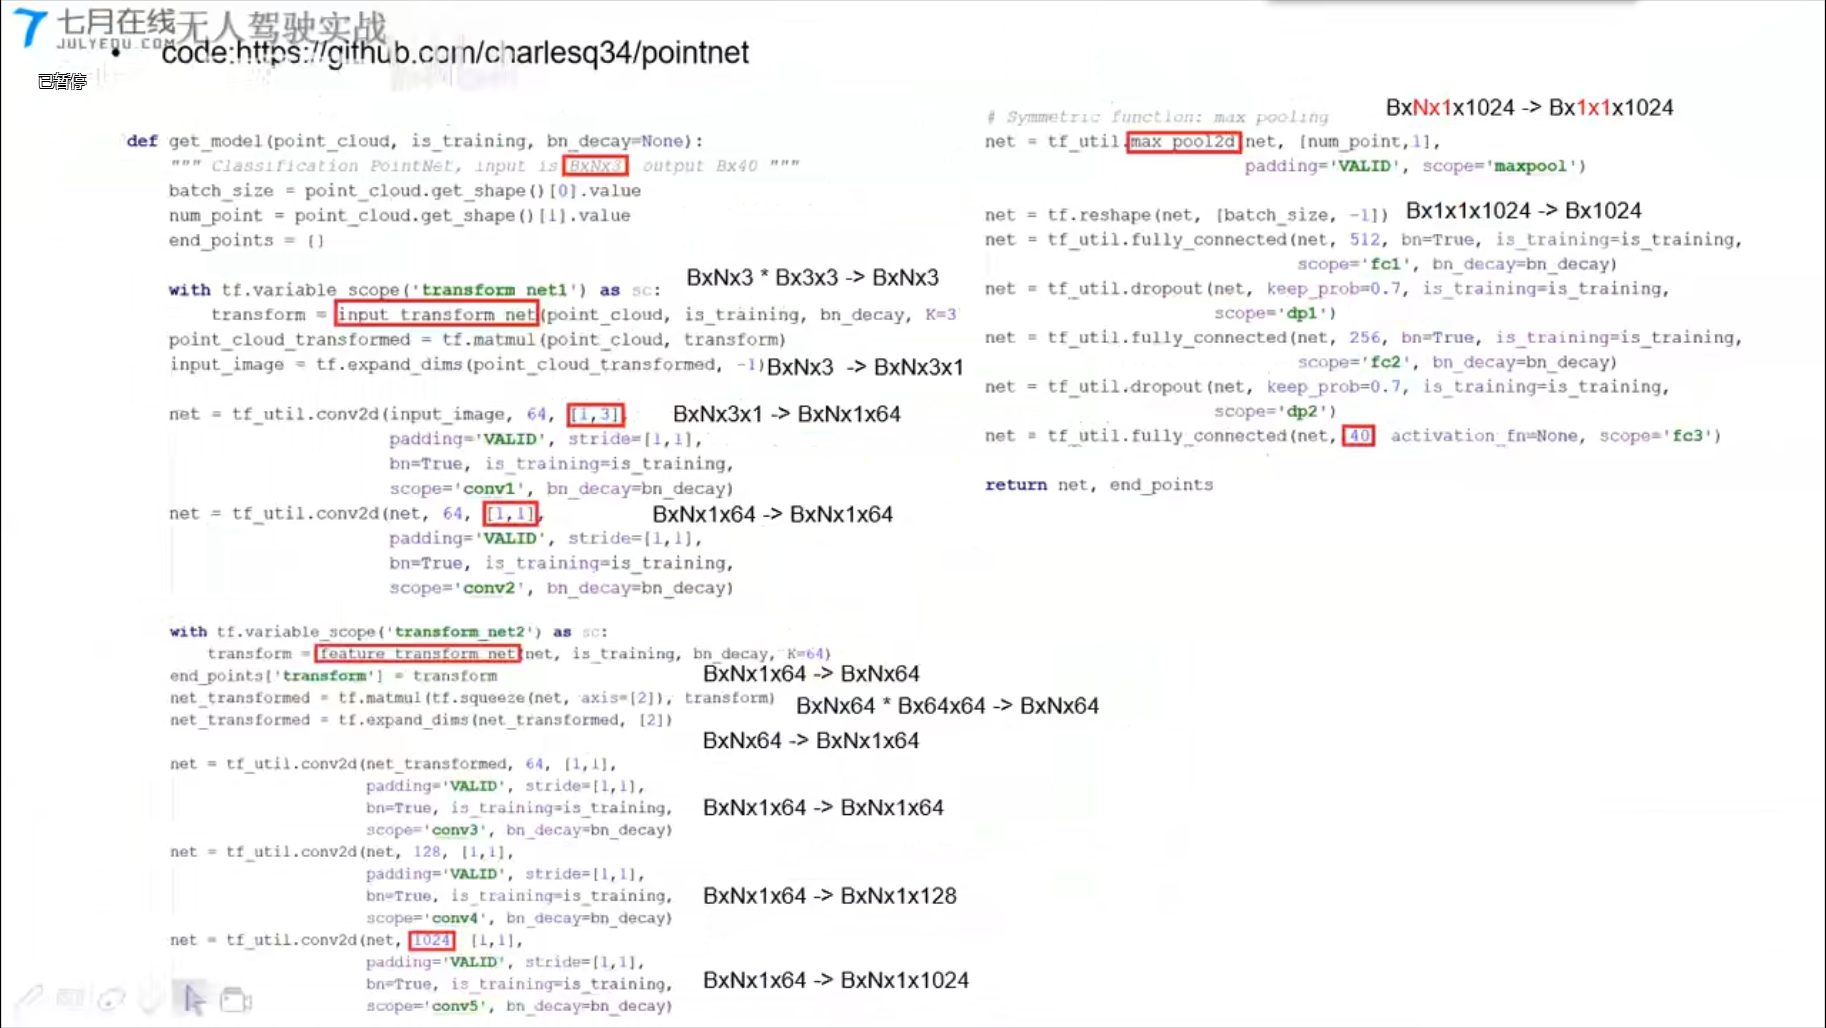 七月在线
JULYEDU.COM
无人驾驶实战
• code:https://github.com/charlesq34/pointnet
已暂停
def get_model(point_cloud, is_training, bn_decay=None):
""" Classification PointNet, input is BxNx3 output Bx40 """
batch_size = point_cloud.get_shape()[0].value
num_point = point_cloud.get_shape()[1].value
end_points = {}
with tf.variable_scope('transform_net1') as sc:
BxNx3 * Bx3x3 -> BxNx3
transform = input_transform_net(point_cloud, is_training, bn_decay, K=3
point_cloud_transformed = tf.matmul(point_cloud, transform)
input_image = tf.expand_dims(point_cloud_transformed, -1)
BxNx3 -> BxNx3x1
net = tf_util.conv2d(input_image, 64, [1,3],
BxNx3x1 -> BxNx1x64
padding='VALID', stride=[1,1],
bn=True, is_training=is_training,
scope='conv1', bn_decay=bn_decay)
net = tf_util.conv2d(net, 64, [1,1],
BxNx1x64 -> BxNx1x64
padding='VALID', stride=[1,1],
bn=True, is_training=is_training,
scope='conv2', bn_decay=bn_decay)
with tf.variable_scope('transform_net2') as sc:
transform = feature_transform_net(net, is_training, bn_decay, K=64)
end_points['transform'] = transform
BxNx1x64 -> BxNx64
net_transformed = tf.matmul(tf.squeeze(net, axis=[2]), transform)
BxNx64 * Bx64x64 -> BxNx64
net_transformed = tf.expand_dims(net_transformed, [2])
BxNx64 -> BxNx1x64
net = tf_util.conv2d(net_transformed, 64, [1,1],
padding='VALID', stride=[1,1],
bn=True, is_training=is_training,
BxNx1x64 -> BxNx1x64
scope='conv3', bn_decay=bn_decay)
net = tf_util.conv2d(net, 128, [1,1],
padding='VALID', stride=[1,1],
bn=True, is_training=is_training,
BxNx1x64 -> BxNx1x128
scope='conv4', bn_decay=bn_decay)
net = tf_util.conv2d(net, 1024 [1,1],
padding='VALID', stride=[1,1],
bn=True, is_training=is_training,
BxNx1x64 -> BxNx1x1024
scope='conv5', bn_decay=bn_decay)
BxNx1x1024 -> Bx1x1x1024
# Symmetric function: max pooling
net = tf_util.max_pool2d(net, [num_point,1],
padding='VALID', scope='maxpool')
net = tf.reshape(net, [batch_size, -1])
Bx1x1x1024 -> Bx1024
net = tf_util.fully_connected(net, 512, bn=True, is_training=is_training,
scope='fc1', bn_decay=bn_decay)
net = tf_util.dropout(net, keep_prob=0.7, is_training=is_training,
scope='dp1')
net = tf_util.fully_connected(net, 256, bn=True, is_training=is_training,
scope='fc2', bn_decay=bn_decay)
net = tf_util.dropout(net, keep_prob=0.7, is_training=is_training,
scope='dp2')
net = tf_util.fully_connected(net, 40 activation_fn=None, scope='fc3')
return net, end_points